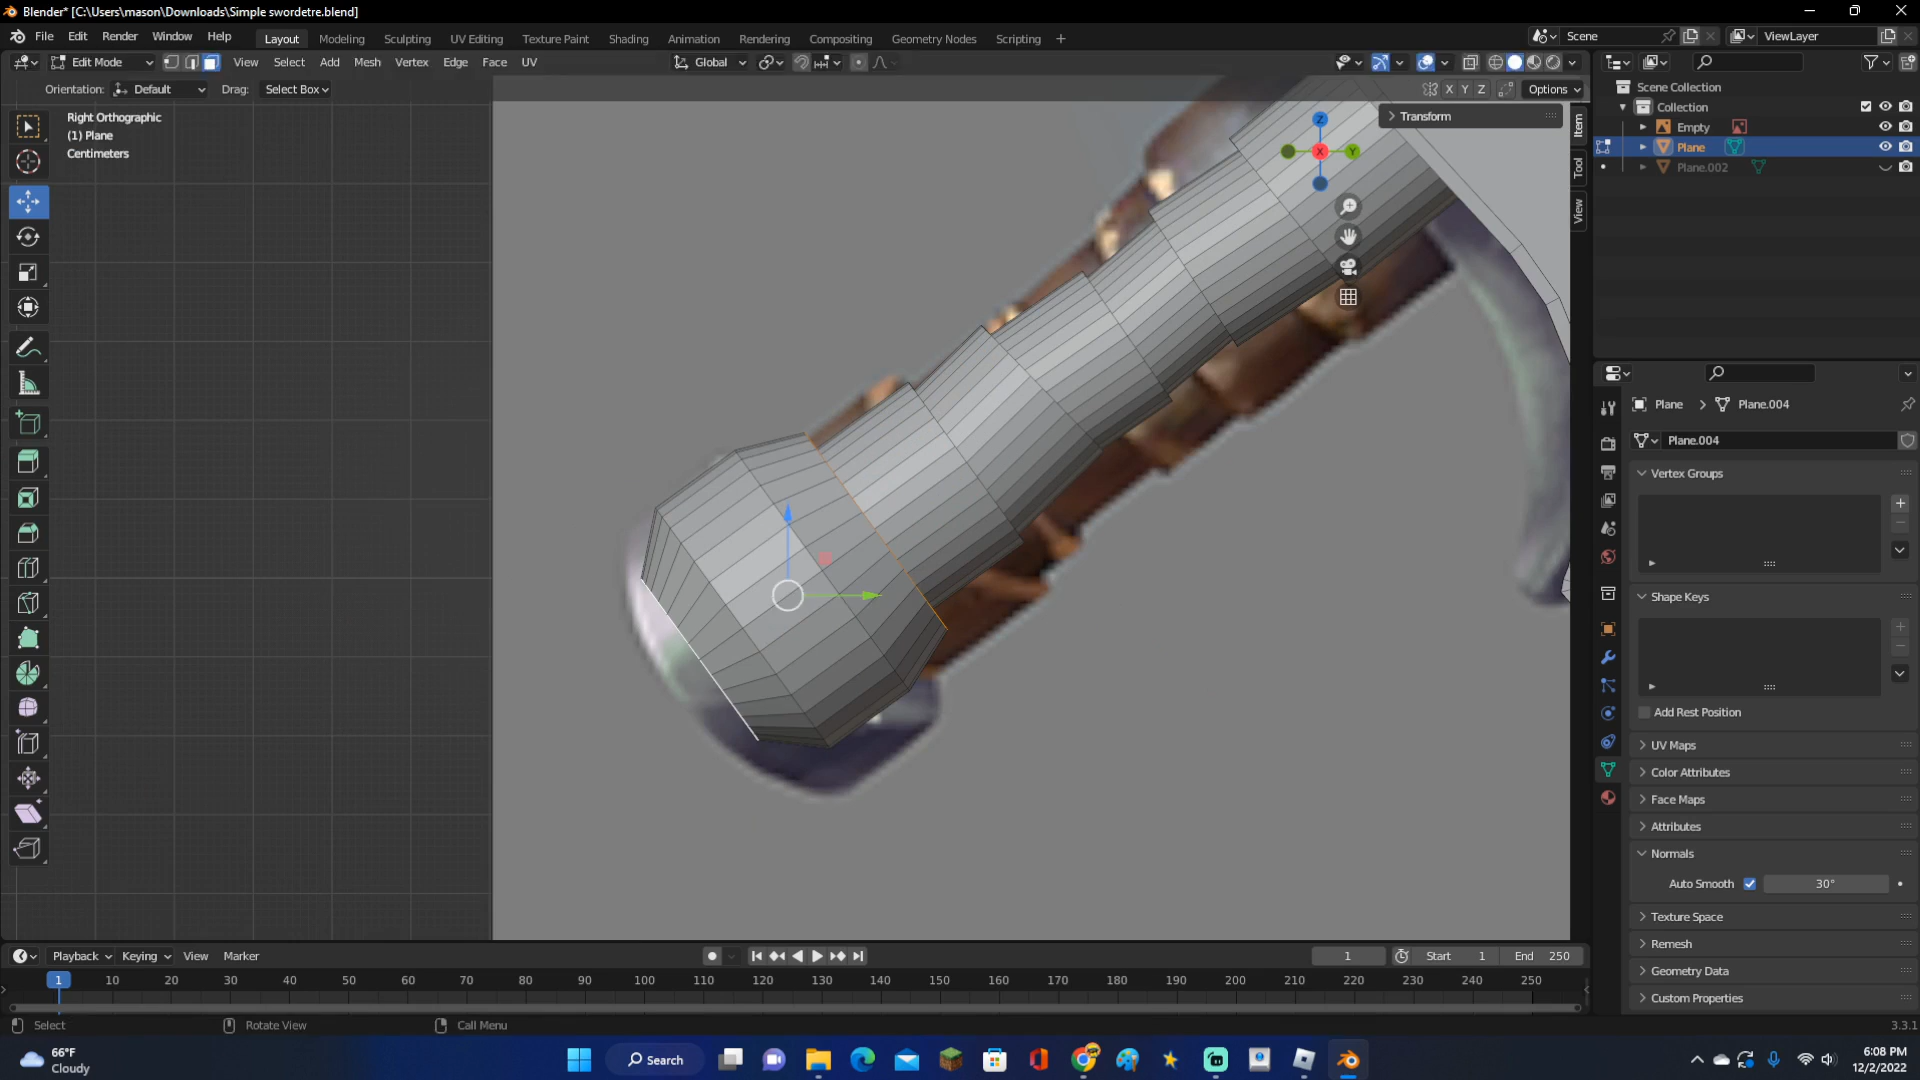 Blender* [C:\Users\mason\Downloads\Simple swordetre.blend]
File Edit Render Window Help
Layout Modeling Sculpting UV Editing Texture Paint Shading Animation Rendering Compositing Geometry Nodes Scripting +
Scene
ViewLayer
Edit Mode
View Select Add Mesh Vertex Edge Face UV
Global
Orientation: Default Drag: Select Box
X Y Z Options
Right Orthographic
(1) Plane
Centimeters
Transform
Item
Tool
View
Z
X
Y
Scene Collection
Collection
Empty
Plane
Plane.002
Plane > Plane.004
Plane.004
Vertex Groups
Shape Keys
Add Rest Position
UV Maps
Color Attributes
Face Maps
Attributes
Normals
Auto Smooth 30°
Texture Space
Remesh
Geometry Data
Custom Properties
Playback Keying View Marker
1 Start 1 End 250
1 10 20 30 40 50 60 70 80 90 100 110 120 130 140 150 160 170 180 190 200 210 220 230 240 250
Select Rotate View Call Menu
3.3.1
66°F
Cloudy
Search
6:08 PM
12/2/2022